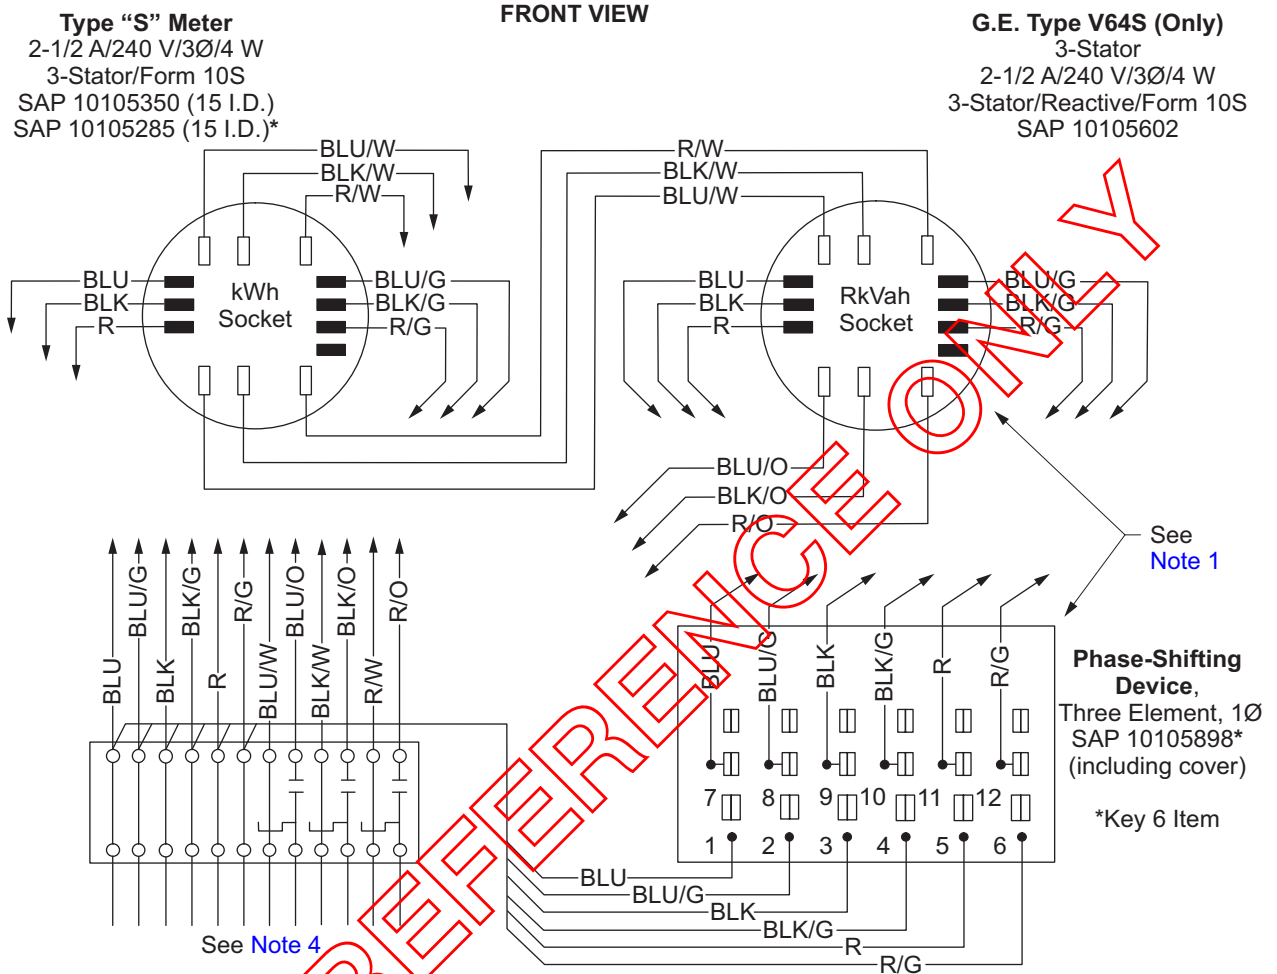 FRONT VIEW
Type “S” Meter
2-1/2 A/240 V/3Ø/4 W
3-Stator/Form 10S
SAP 10105350 (15 I.D.)
SAP 10105285 (15 I.D.)*
G.E. Type V64S (Only)
3-Stator
2-1/2 A/240 V/3Ø/4 W
3-Stator/Reactive/Form 10S
SAP 10105602
BLU/W
BLK/W
R/W
R/W
BLK/W
BLU/W
BLU
BLK
R
kWh
Socket
BLU/G
BLK/G
R/G
BLU
BLK
R
RkVah
Socket
BLU/G
BLK/G
R/G
BLU/O
BLK/O
R/O
See
Note 1
BLU
BLU/G
BLK
BLK/G
R
R/G
BLU/W
BLU/O
BLK/W
BLK/O
R/W
R/O
See Note 4
BLU
BLU/G
BLK
BLK/G
R
R/G
7 8 9 10 11 12
1 2 3 4 5 6
Phase-Shifting
Device,
Three Element, 1Ø
SAP 10105898*
(including cover)
*Key 6 Item
BLU
BLU/G
BLK
BLK/G
R
R/G
REFERENCE ONLY